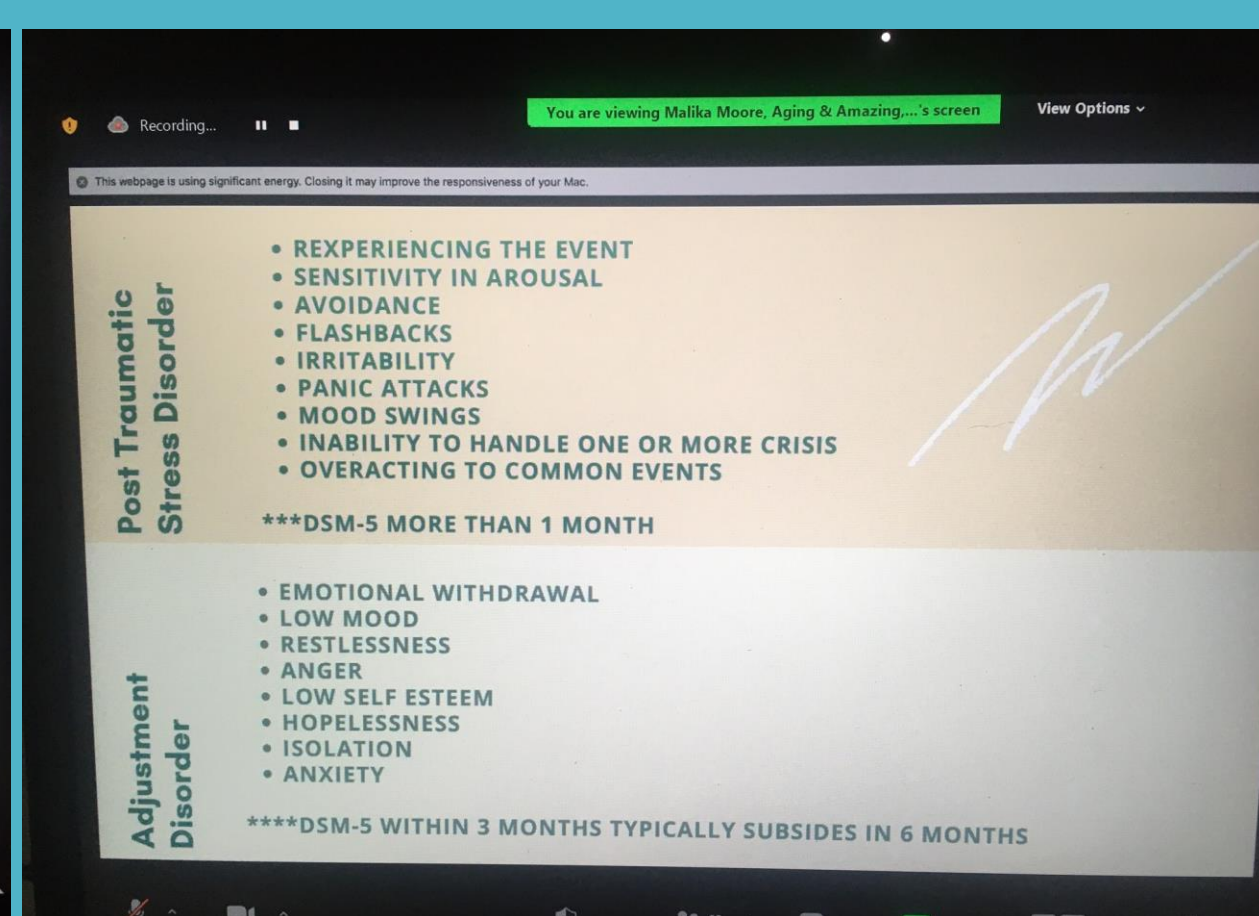 You are viewing Malika Moore, Aging & Amazing,...'s screen
View Options
Recording...
This webpage is using significant energy. Closing it may improve the responsiveness of your Mac.
Post Traumatic
Stress Disorder
• REXPERIENCING THE EVENT
• SENSITIVITY IN AROUSAL
• AVOIDANCE
• FLASHBACKS
• IRRITABILITY
• PANIC ATTACKS
• MOOD SWINGS
• INABILITY TO HANDLE ONE OR MORE CRISIS
• OVERACTING TO COMMON EVENTS
***DSM-5 MORE THAN 1 MONTH
Adjustment
Disorder
• EMOTIONAL WITHDRAWAL
• LOW MOOD
• RESTLESSNESS
• ANGER
• LOW SELF ESTEEM
• HOPELESSNESS
• ISOLATION
• ANXIETY
****DSM-5 WITHIN 3 MONTHS TYPICALLY SUBSIDES IN 6 MONTHS